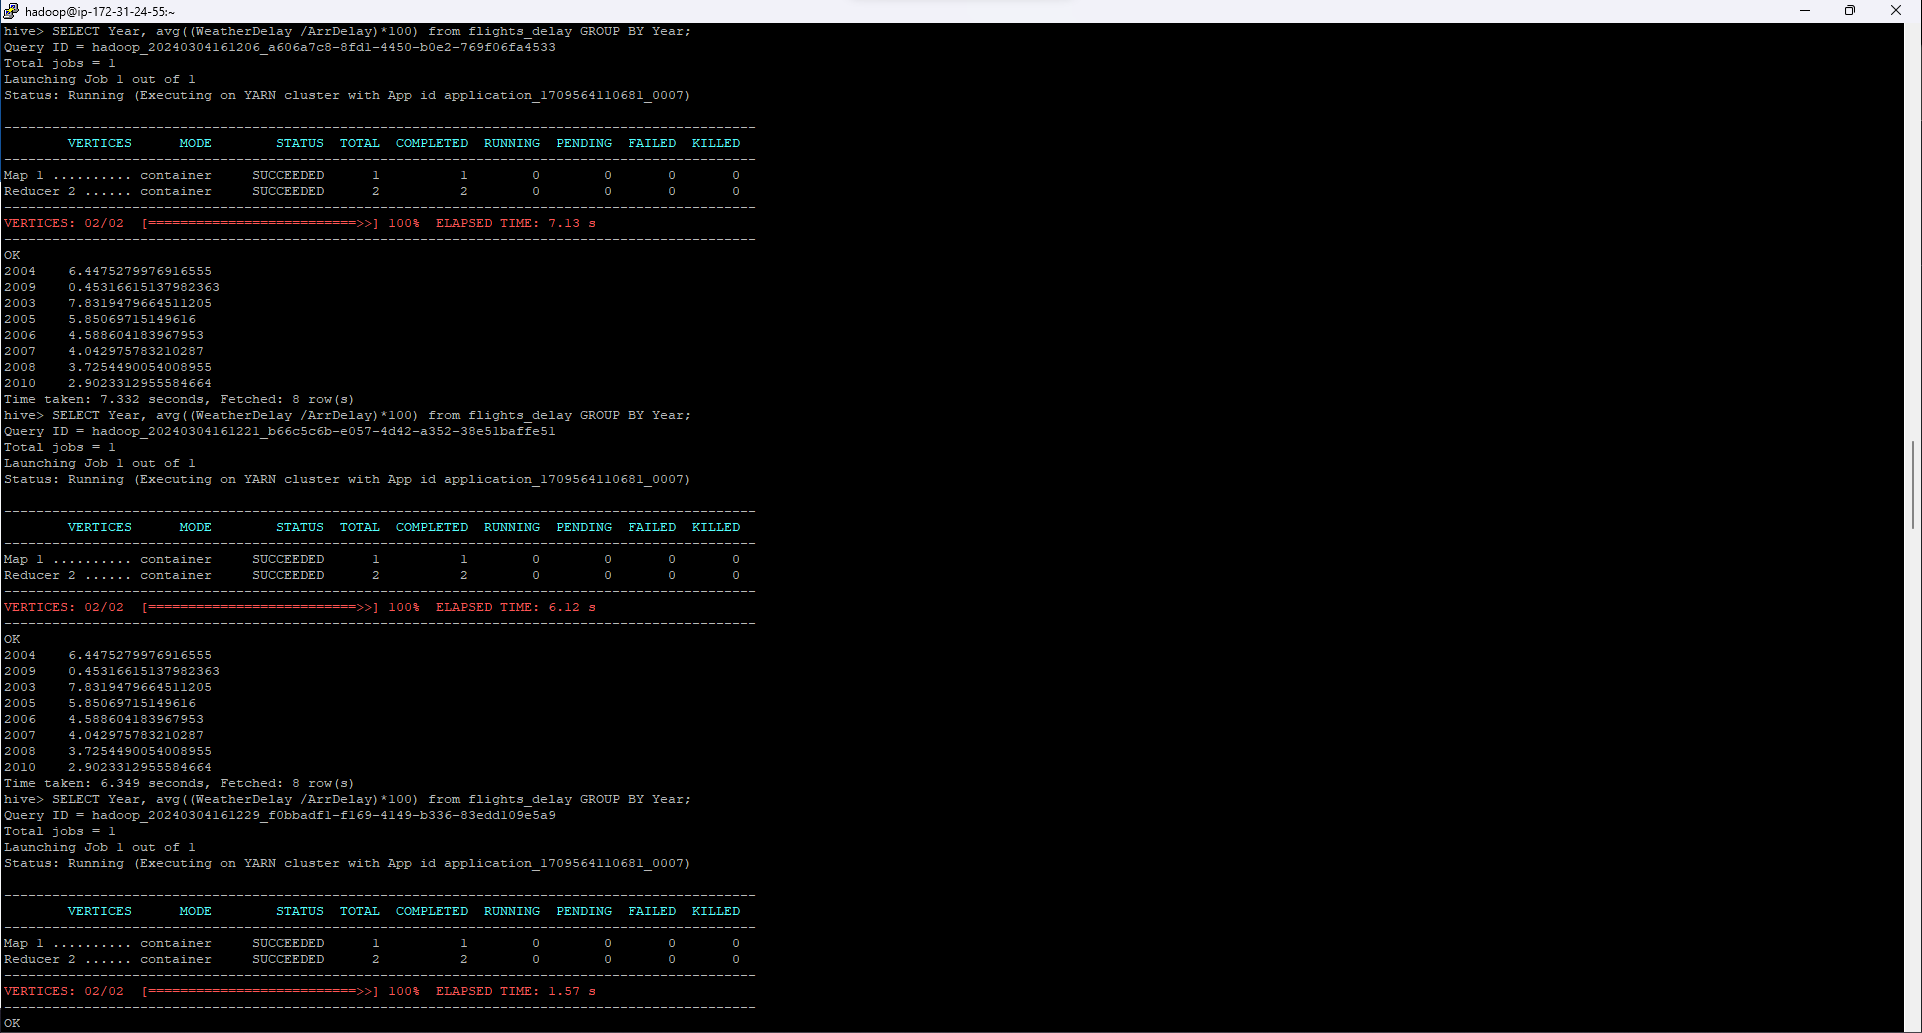 hadoop@ip-172-31-24-55:~
hive> SELECT Year, avg((WeatherDelay /ArrDelay)*100) from flights_delay GROUP BY Year;
Query ID = hadoop_20240304161206_a606a7c8-8fd1-4450-b0e2-769f06fa4533
Total jobs = 1
Launching Job 1 out of 1
Status: Running (Executing on YARN cluster with App id application_1709564110681_0007)
----------------------------------------------------------------------------------------------
VERTICES MODE STATUS TOTAL COMPLETED RUNNING PENDING FAILED KILLED
----------------------------------------------------------------------------------------------
Map 1 .......... container SUCCEEDED 1 1 0 0 0 0
Reducer 2 ...... container SUCCEEDED 2 2 0 0 0 0
----------------------------------------------------------------------------------------------
VERTICES: 02/02 [==========================>>] 100% ELAPSED TIME: 7.13 s
----------------------------------------------------------------------------------------------
OK
2004 6.4475279976916555
2009 0.45316615137982363
2003 7.8319479664511205
2005 5.85069715149616
2006 4.588604183967953
2007 4.042975783210287
2008 3.7254490054008955
2010 2.9023312955584664
Time taken: 7.332 seconds, Fetched: 8 row(s)
hive> SELECT Year, avg((WeatherDelay /ArrDelay)*100) from flights_delay GROUP BY Year;
Query ID = hadoop_20240304161221_b66c5c6b-e057-4d42-a352-38e51baffe51
Total jobs = 1
Launching Job 1 out of 1
Status: Running (Executing on YARN cluster with App id application_1709564110681_0007)
----------------------------------------------------------------------------------------------
VERTICES MODE STATUS TOTAL COMPLETED RUNNING PENDING FAILED KILLED
----------------------------------------------------------------------------------------------
Map 1 .......... container SUCCEEDED 1 1 0 0 0 0
Reducer 2 ...... container SUCCEEDED 2 2 0 0 0 0
----------------------------------------------------------------------------------------------
VERTICES: 02/02 [==========================>>] 100% ELAPSED TIME: 6.12 s
----------------------------------------------------------------------------------------------
OK
2004 6.4475279976916555
2009 0.45316615137982363
2003 7.8319479664511205
2005 5.85069715149616
2006 4.588604183967953
2007 4.042975783210287
2008 3.7254490054008955
2010 2.9023312955584664
Time taken: 6.349 seconds, Fetched: 8 row(s)
hive> SELECT Year, avg((WeatherDelay /ArrDelay)*100) from flights_delay GROUP BY Year;
Query ID = hadoop_20240304161229_f0bbadf1-f169-4149-b336-83edd109e5a9
Total jobs = 1
Launching Job 1 out of 1
Status: Running (Executing on YARN cluster with App id application_1709564110681_0007)
----------------------------------------------------------------------------------------------
VERTICES MODE STATUS TOTAL COMPLETED RUNNING PENDING FAILED KILLED
----------------------------------------------------------------------------------------------
Map 1 .......... container SUCCEEDED 1 1 0 0 0 0
Reducer 2 ...... container SUCCEEDED 2 2 0 0 0 0
----------------------------------------------------------------------------------------------
VERTICES: 02/02 [==========================>>] 100% ELAPSED TIME: 1.57 s
----------------------------------------------------------------------------------------------
OK